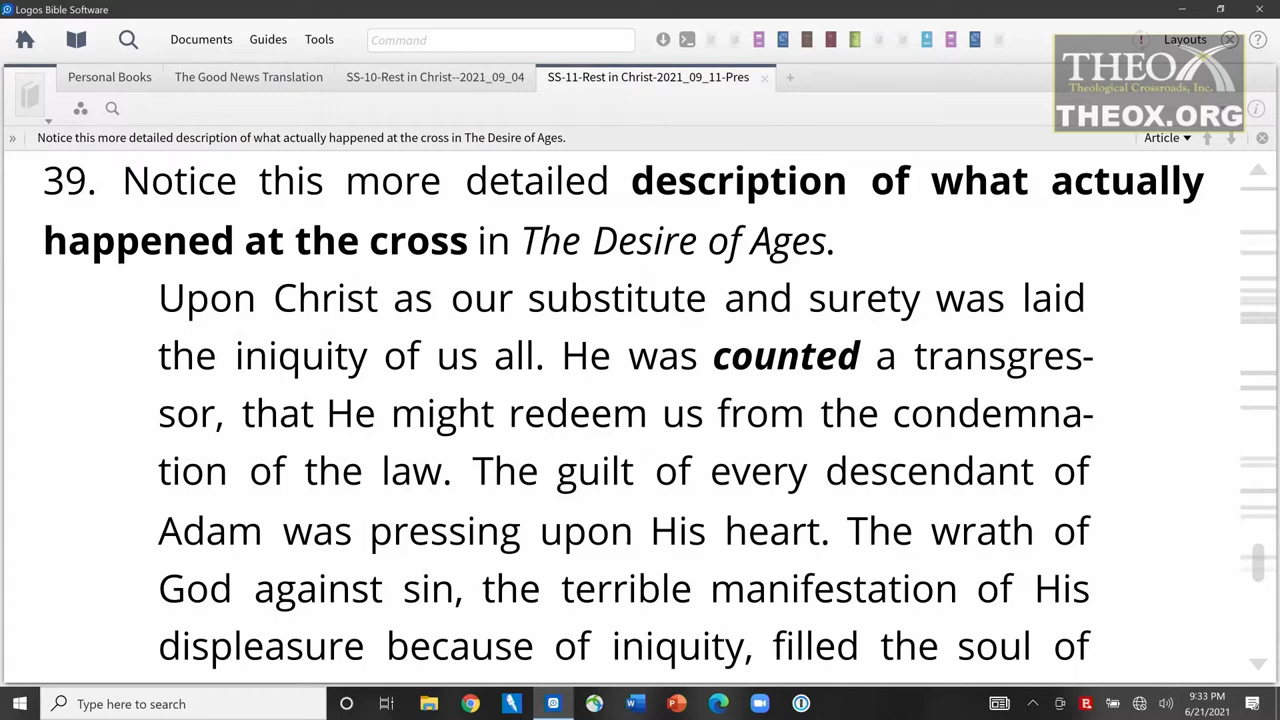 Logos Bible Software
Documents Guides Tools Command Layouts
THEOX
Theological Crossroads, Inc.
THEOX.ORG
Personal Books The Good News Translation SS-10-Rest in Christ--2021_09_04 SS-11-Rest in Christ-2021_09_11-Pres
Notice this more detailed description of what actually happened at the cross in The Desire of Ages. Article
39. Notice this more detailed description of what actually
happened at the cross in The Desire of Ages.
Upon Christ as our substitute and surety was laid
the iniquity of us all. He was counted a transgres-
sor, that He might redeem us from the condemna-
tion of the law. The guilt of every descendant of
Adam was pressing upon His heart. The wrath of
God against sin, the terrible manifestation of His
displeasure because of iniquity, filled the soul of
Type here to search
9:33 PM
6/21/2021